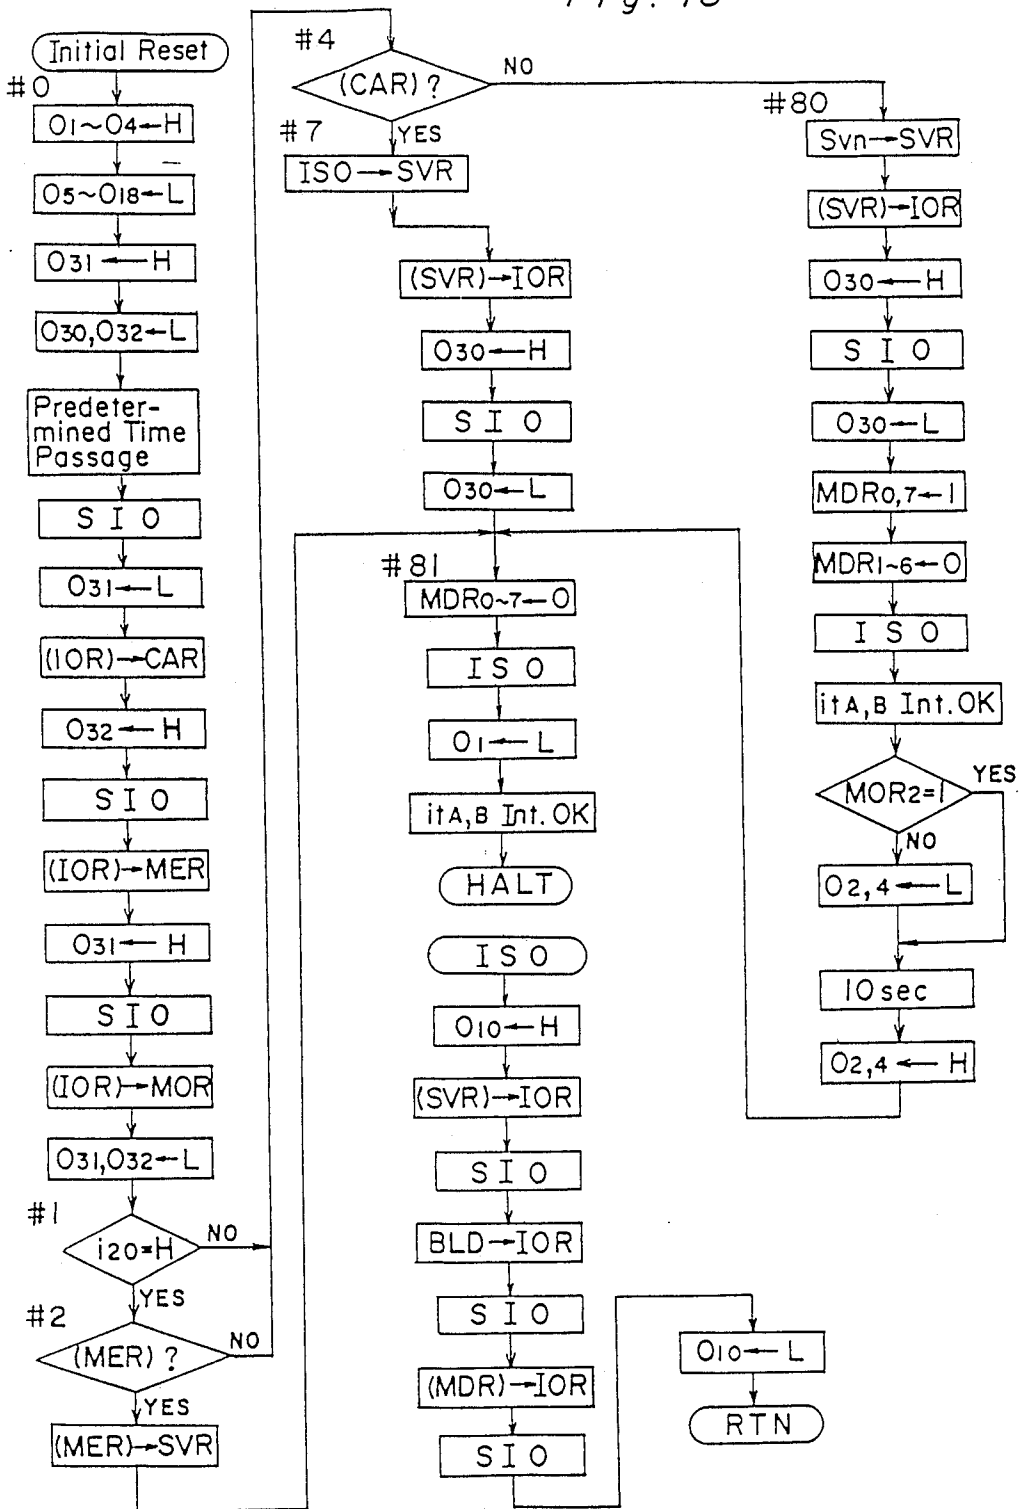 Fig. 18
Initial Reset
#0
O1~O4←H
O5~O18←L
O31←H
O30,O32←L
Predeter-
mined Time
Passage
SIO
O31←L
(IOR)→CAR
O32←H
SIO
(IOR)→MER
O31←H
SIO
(IOR)→MOR
O31,O32←L
#1
i20=H
NO
YES
#2
(MER)?
NO
YES
(MER)→SVR
#4
(CAR)?
NO
YES
#7
ISO→SVR
(SVR)→IOR
O30←H
SIO
O30←L
#81
MDR0~7←0
ISO
O1←L
itA,B Int.OK
HALT
ISO
O10←H
(SVR)→IOR
SIO
BLD→IOR
SIO
(MDR)→IOR
SIO
#80
Svn→SVR
(SVR)→IOR
O30←H
SIO
O30←L
MDR0,7←1
MDR1~6←0
ISO
itA,B Int.OK
MOR2=1
YES
NO
O2,4←L
10sec
O2,4←H
O10←L
RTN